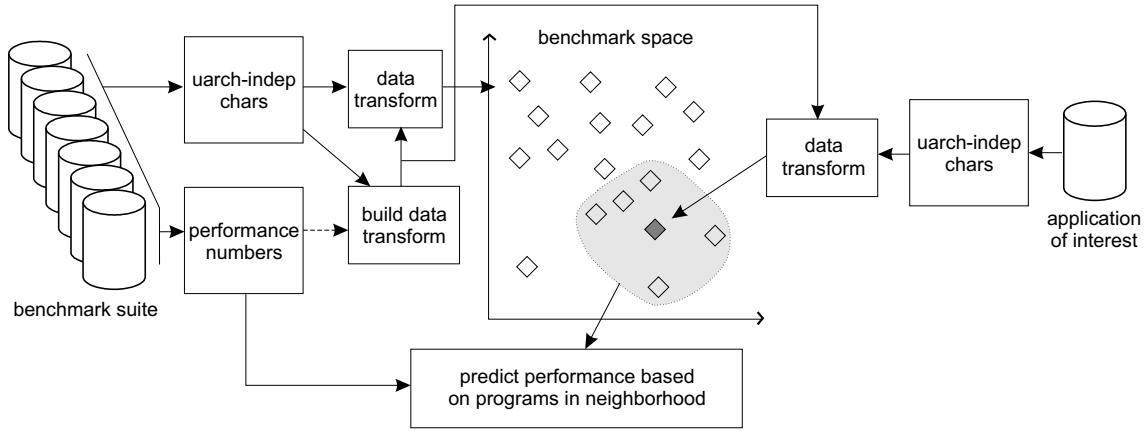 benchmark space
uarch-indep
chars
data
transform
data
transform
uarch-indep
chars
performance
numbers
build data
transform
application
of interest
benchmark suite
predict performance based
on programs in neighborhood